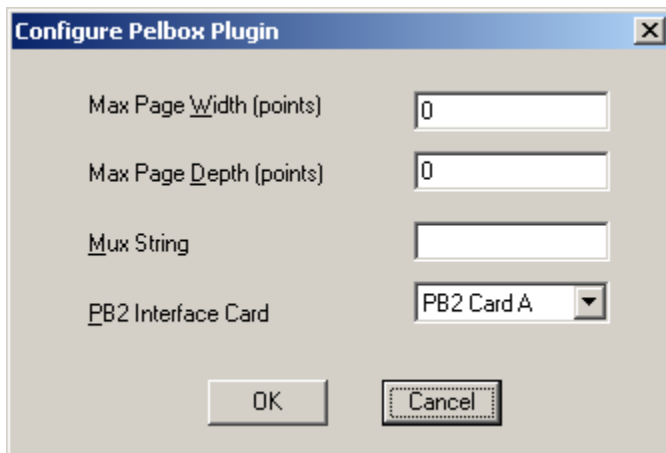 Configure Pelbox Plugin
Max Page Width (points) 0
Max Page Depth (points) 0
Mux String
PB2 Interface Card PB2 Card A
OK Cancel